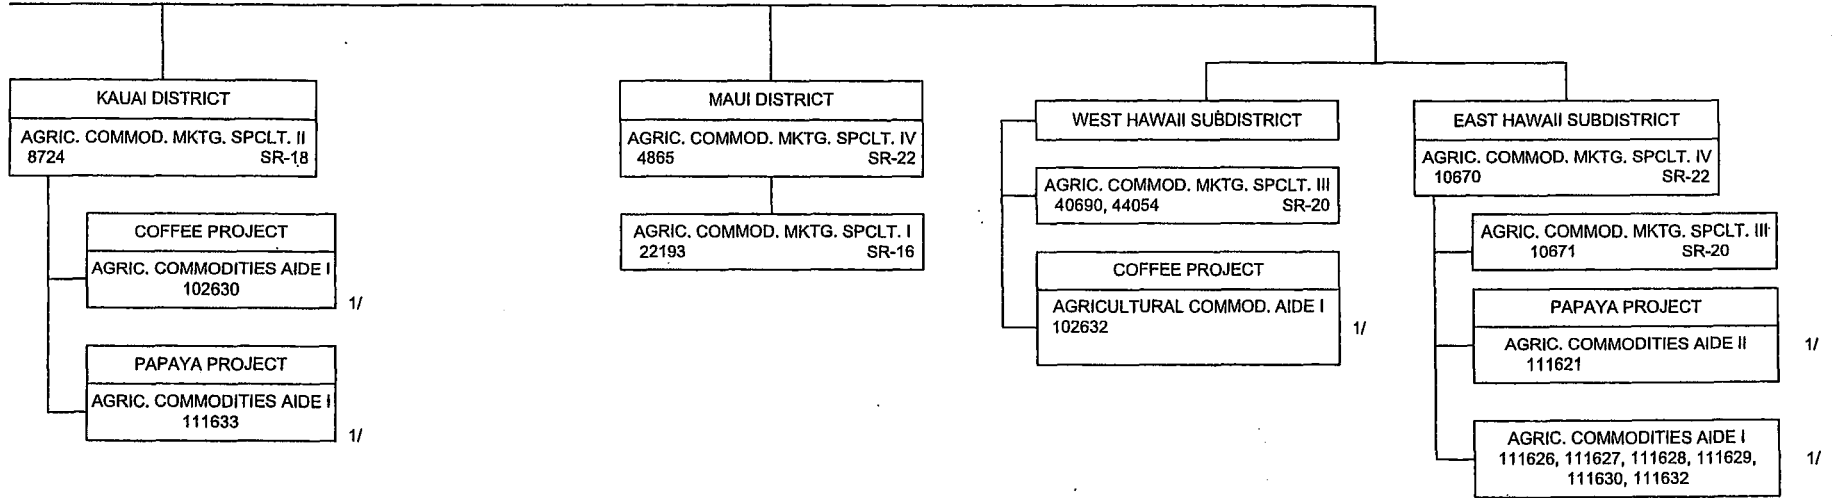 KAUAI DISTRICT
AGRIC. COMMOD. MKTG. SPCLT. II
8724 SR-18
COFFEE PROJECT
AGRIC. COMMODITIES AIDE I
102630
1/
PAPAYA PROJECT
AGRIC. COMMODITIES AIDE I
111633
1/
MAUI DISTRICT
AGRIC. COMMOD. MKTG. SPCLT. IV
4865 SR-22
AGRIC. COMMOD. MKTG. SPCLT. I
22193 SR-16
WEST HAWAII SUBDISTRICT
AGRIC. COMMOD. MKTG. SPCLT. III
40690, 44054 SR-20
COFFEE PROJECT
AGRICULTURAL COMMOD. AIDE I
102632
1/
EAST HAWAII SUBDISTRICT
AGRIC. COMMOD. MKTG. SPCLT. IV
10670 SR-22
AGRIC. COMMOD. MKTG. SPCLT. III
10671 SR-20
PAPAYA PROJECT
AGRIC. COMMODITIES AIDE II
111621
1/
AGRIC. COMMODITIES AIDE I
111626, 111627, 111628, 111629,
111630, 111632
1/